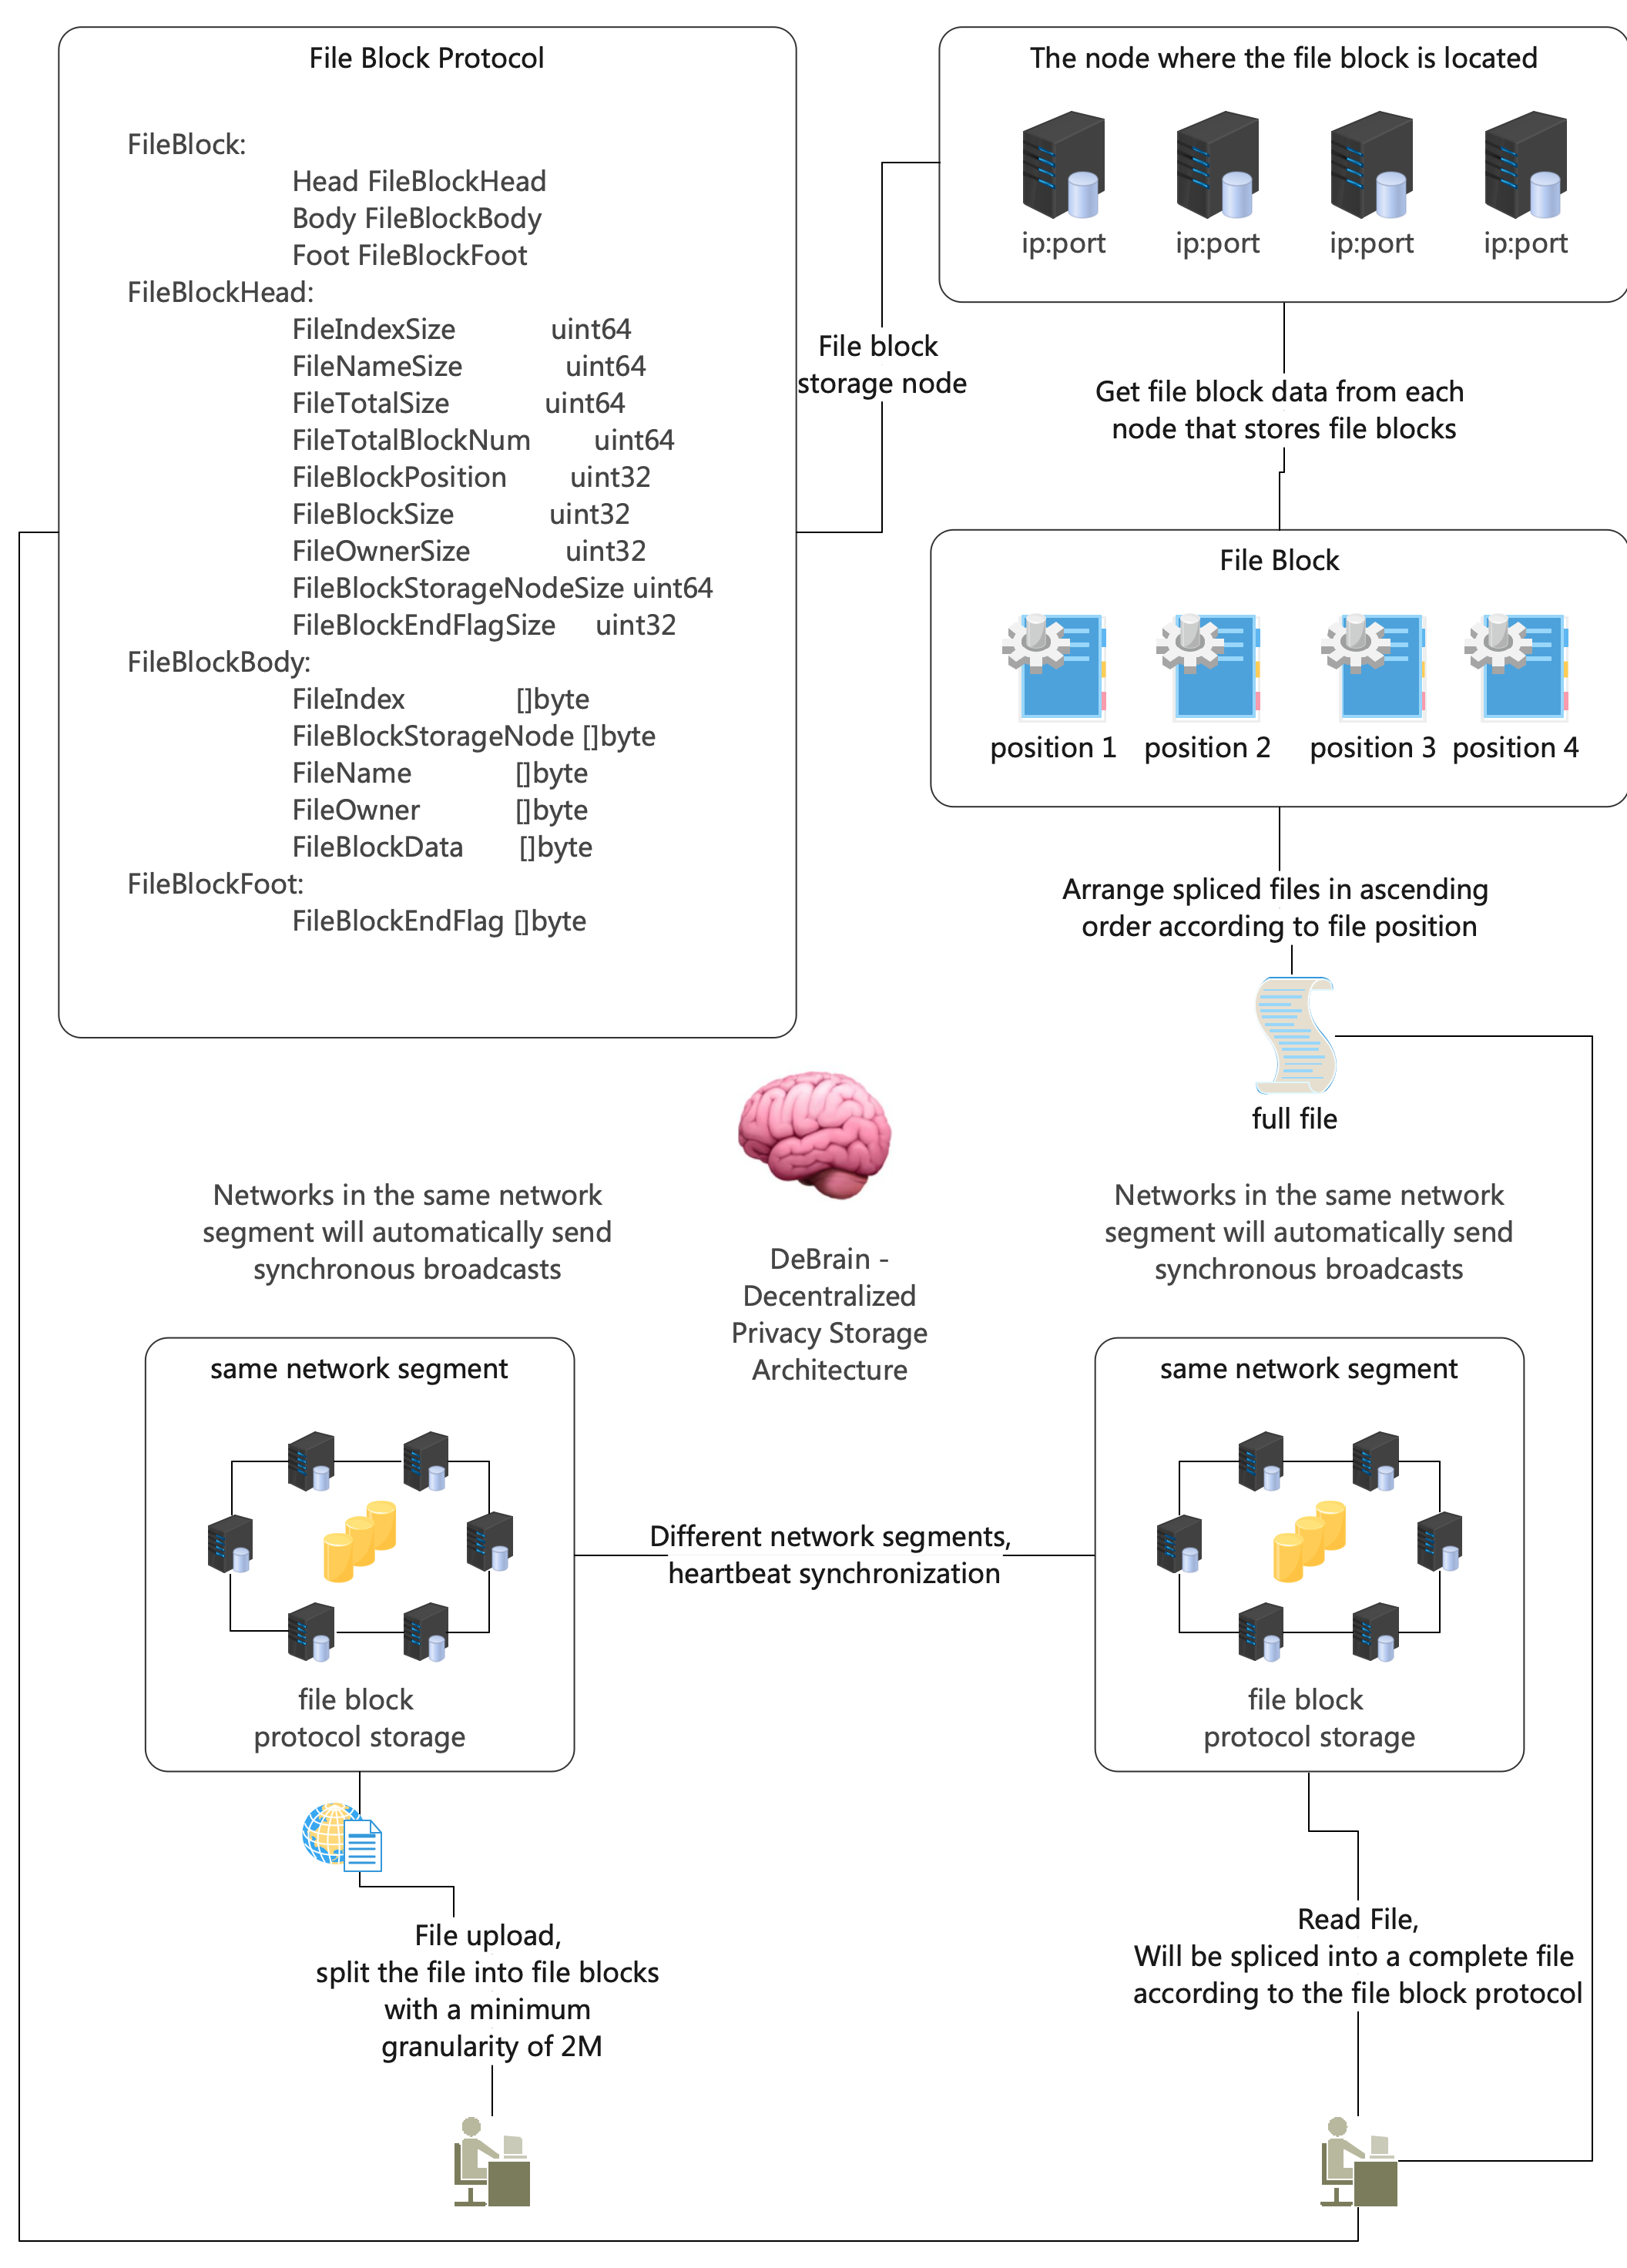 File Block Protocol
FileBlock:
Head FileBlockHead
Body FileBlockBody
Foot FileBlockFoot
FileBlockHead:
FileIndexSize uint64
FileNameSize uint64
FileTotalSize uint64
FileTotalBlockNum uint64
FileBlockPosition uint32
FileBlockSize uint32
FileOwnerSize uint32
FileBlockStorageNodeSize uint64
FileBlockEndFlagSize uint32
FileBlockBody:
FileIndex []byte
FileBlockStorageNode []byte
FileName []byte
FileOwner []byte
FileBlockData []byte
FileBlockFoot:
FileBlockEndFlag []byte
File block
storage node
The node where the file block is located
ip:port ip:port ip:port ip:port
Get file block data from each
node that stores file blocks
File Block
position 1 position 2 position 3 position 4
Arrange spliced files in ascending
order according to file position
full file
Networks in the same network
segment will automatically send
synchronous broadcasts
DeBrain -
Decentralized
Privacy Storage
Architecture
Networks in the same network
segment will automatically send
synchronous broadcasts
same network segment
file block
protocol storage
Different network segments,
heartbeat synchronization
same network segment
file block
protocol storage
File upload,
split the file into file blocks
with a minimum
granularity of 2M
Read File,
Will be spliced into a complete file
according to the file block protocol